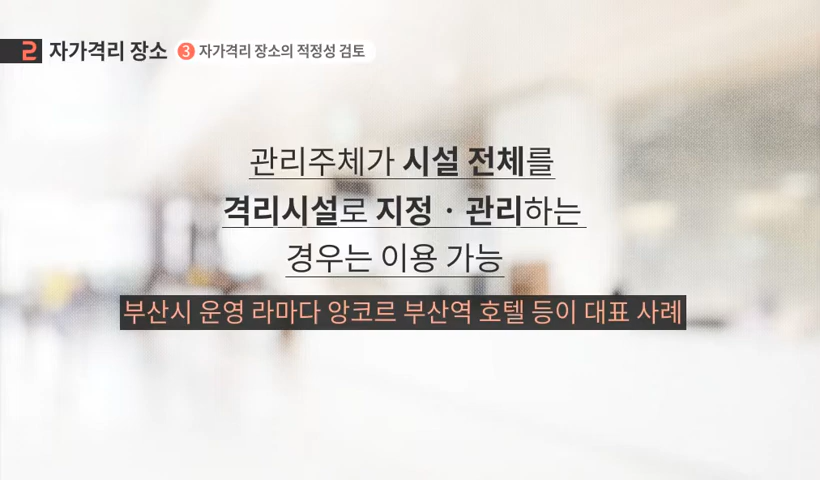 2 자가격리 장소 3 자가격리 장소의 적정성 검토
관리주체가 시설 전체를
격리시설로 지정 · 관리하는
경우는 이용 가능
부산시 운영 라마다 앙코르 부산역 호텔 등이 대표 사례